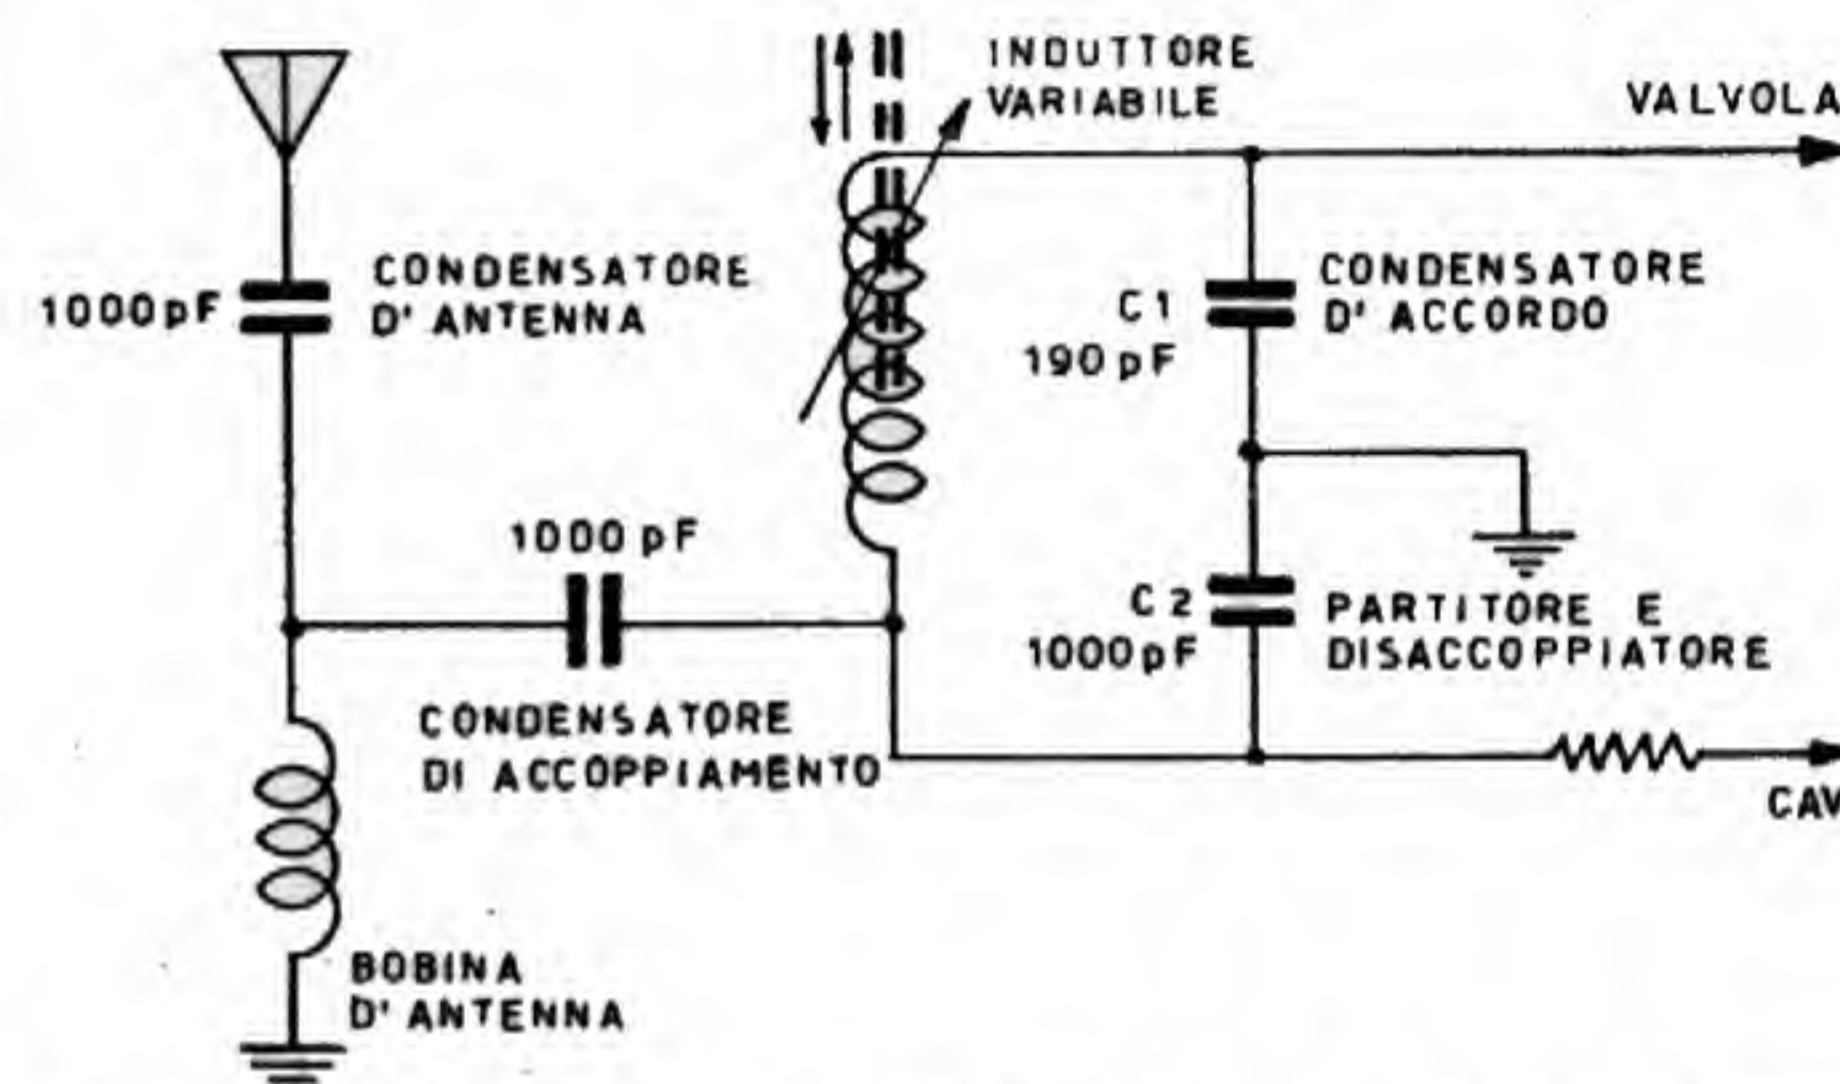 INDUTTORE
VARIABILE
VALVOLA
CONDENSATORE
D' ANTENNA
1000pF
C1
190 pF
CONDENSATORE
D' ACCORDO
1000 pF
C2
1000pF
PARTITORE E
DISACCOPPIATORE
CONDENSATORE
DI ACCOPPIAMENTO
CAV
BOBINA
D' ANTENNA